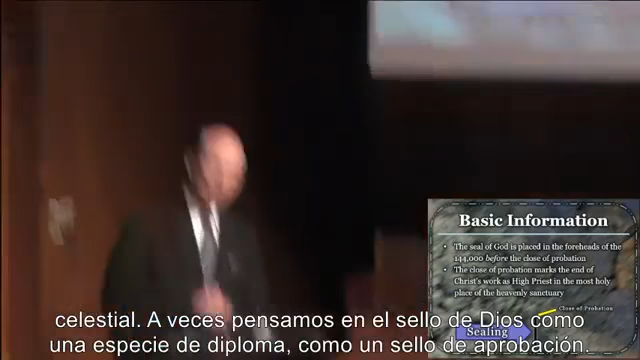 Basic Information
• The seal of God is placed in the foreheads of the
144,000 before the close of probation
• The close of probation marks the end of
Christ's work as High Priest in the most holy
place of the heavenly sanctuary
Close of Probation
Sealing
celestial. A veces pensamos en el sello de Dios como
una especie de diploma, como un sello de aprobación.